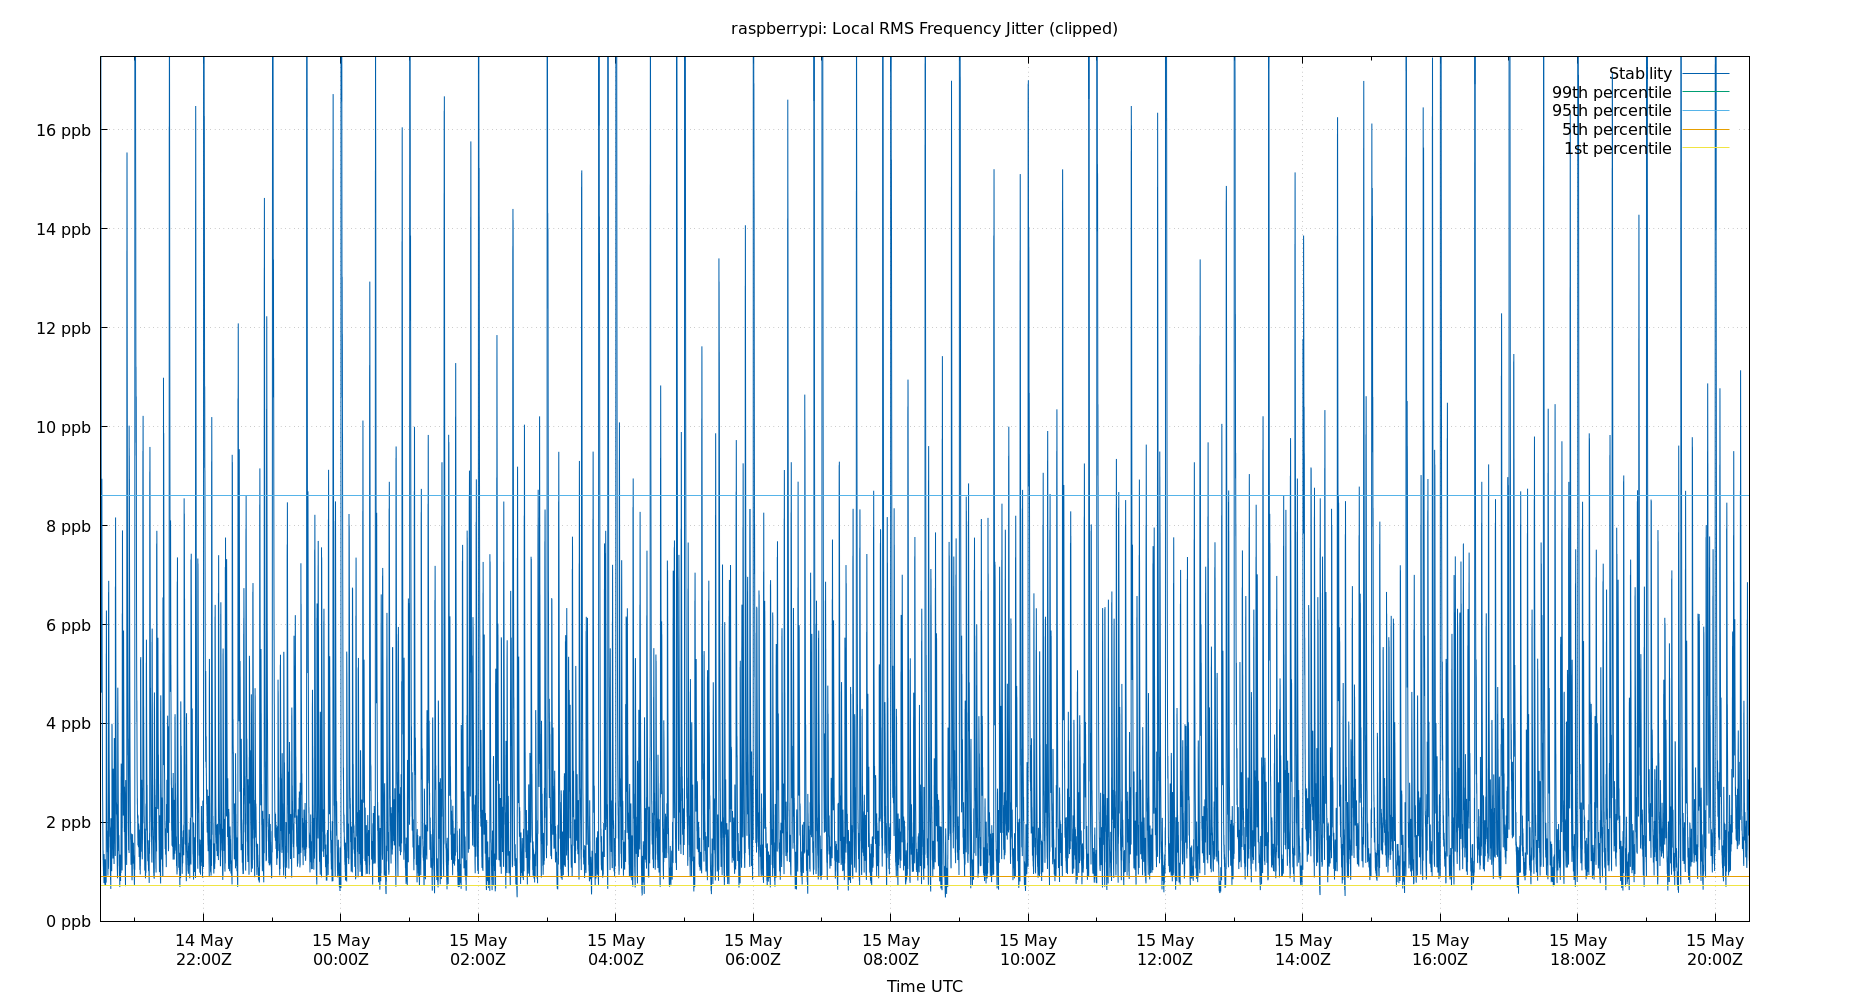 raspberrypi: Local RMS Frequency Jitter (clipped)
Stability
99th percentile
95th percentile
5th percentile
1st percentile
16 ppb
14 ppb
12 ppb
10 ppb
8 ppb
6 ppb
4 ppb
2 ppb
0 ppb
14 May 15 May 15 May 15 May 15 May 15 May 15 May 15 May 15 May 15 May 15 May 15 May
22:00Z 00:00Z 02:00Z 04:00Z 06:00Z 08:00Z 10:00Z 12:00Z 14:00Z 16:00Z 18:00Z 20:00Z
Time UTC